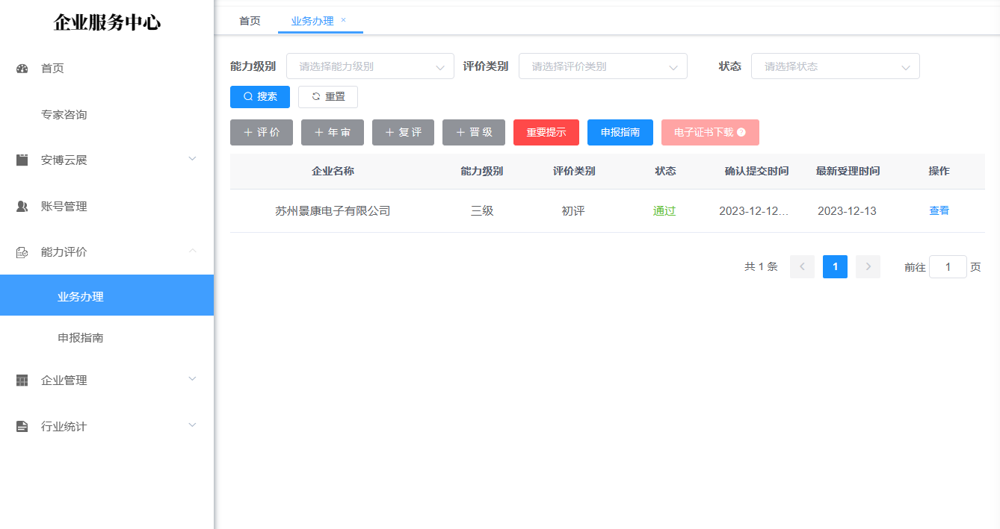 企业服务中心
首页
专家咨询
安博云展
账号管理
能力评价
业务办理
申报指南
企业管理
行业统计
首页 业务办理 ×
能力级别 请选择能力级别 评价类别 请选择评价类别 状态 请选择状态
搜索 重置
+ 评 价 + 年 审 + 复 评 + 晋 级 重要提示 申报指南 电子证书下载 ?
企业名称 能力级别 评价类别 状态 确认提交时间 最新受理时间 操作
苏州景康电子有限公司 三级 初评 通过 2023-12-12... 2023-12-13 查看
共 1 条 < 1 > 前往 1 页